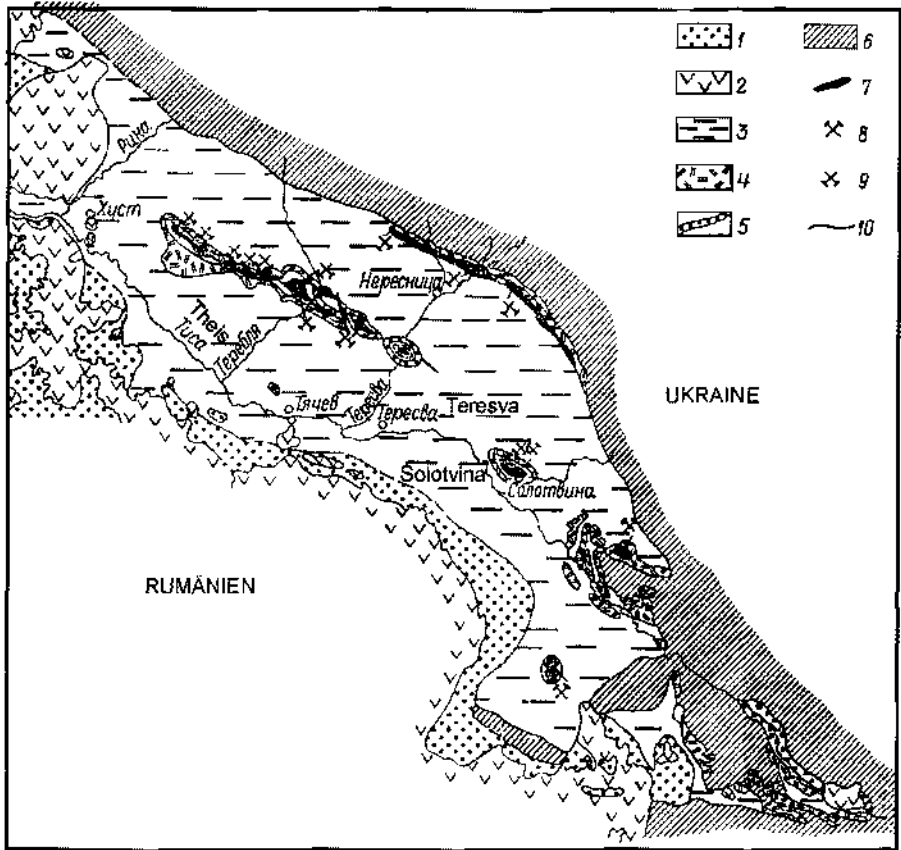 1 6
2 7
3 8
4 9
5 10
Рика
Хуст
Нересница
Theiß
Тиса
Теребля
UKRAINE
Тячев
Тересва
Тересва
Teresva
Solotvina
Солотвина
RUMÄNIEN